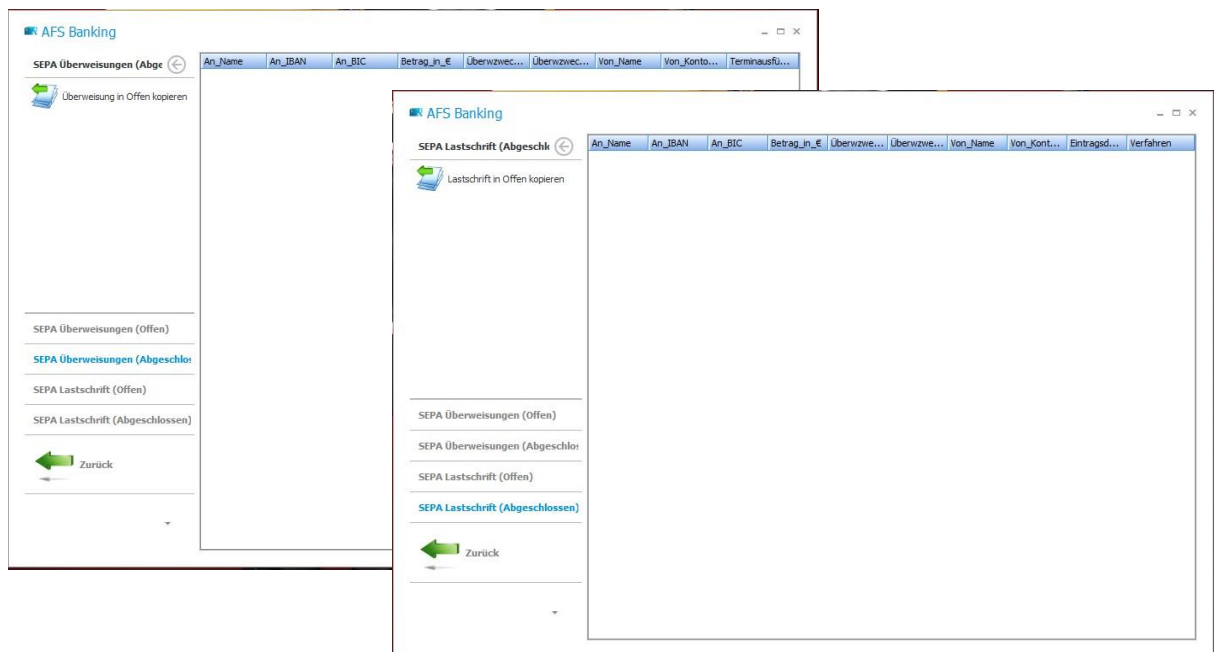 AFS Banking
SEPA Überweisungen (Abge
An_Name An_IBAN An_BIC Betrag_in_€ Überwzwec... Überwzwec... Von_Name Von_Konto... Terminausfü...
Überweisung in Offen kopieren
SEPA Überweisungen (Offen)
SEPA Überweisungen (Abgeschlos
SEPA Lastschrift (Offen)
SEPA Lastschrift (Abgeschlossen)
Zurück
AFS Banking
SEPA Lastschrift (Abgeschlo
An_Name An_IBAN An_BIC Betrag_in_€ Überwzwe... Überwzwe... Von_Name Von_Kont... Eintragsd... Verfahren
Lastschrift in Offen kopieren
SEPA Überweisungen (Offen)
SEPA Überweisungen (Abgeschlos
SEPA Lastschrift (Offen)
SEPA Lastschrift (Abgeschlossen)
Zurück